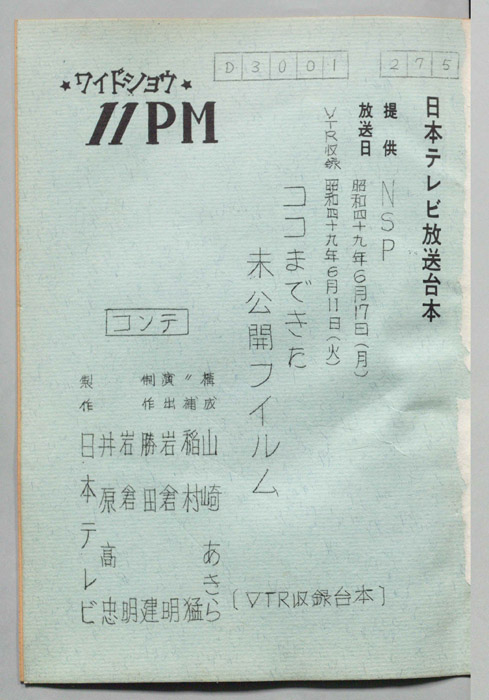 D3001
275
★ワイドショウ★
11PM
日本テレビ放送台本
提供 NSP
放送日 昭和四十九年6月17日(月)
VTR収録 昭和四十九年6月11日(火)
ココまできた
未公開フイルム
コンテ
構成 山崎 あきら
〃 補 稲村 猛
演出 岩倉 明
制作 勝田 建
岩倉 明
井原 高忠
製作 日本テレビ
[VTR収録台本]